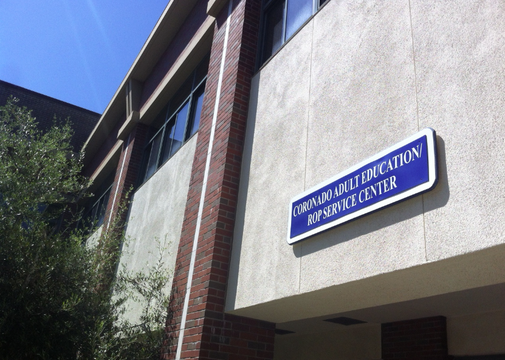 CORONADO ADULT EDUCATION/
ROP SERVICE CENTER